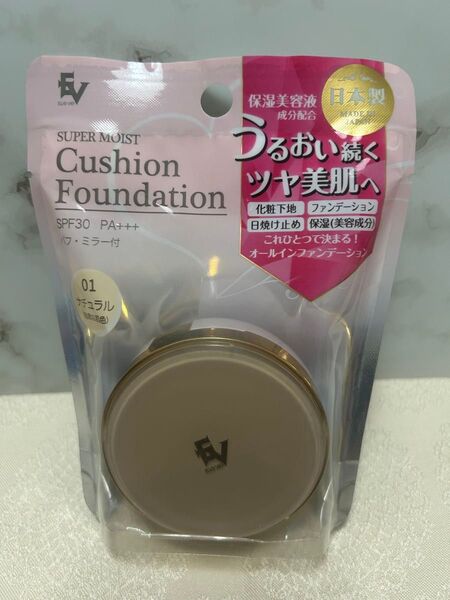 EV
SUPER MOIST
Cushion
Foundation
SPF30 PA+++
パフ・ミラー付
01
ナチュラル
保湿美容液
成分配合
日本製
MADE IN
JAPAN
うるおい続く
ツヤ美肌へ
化粧下地 ファンデーション
日焼け止め 保湿(美容成分)
これひとつで決まる!
オールインファンデーション
EV